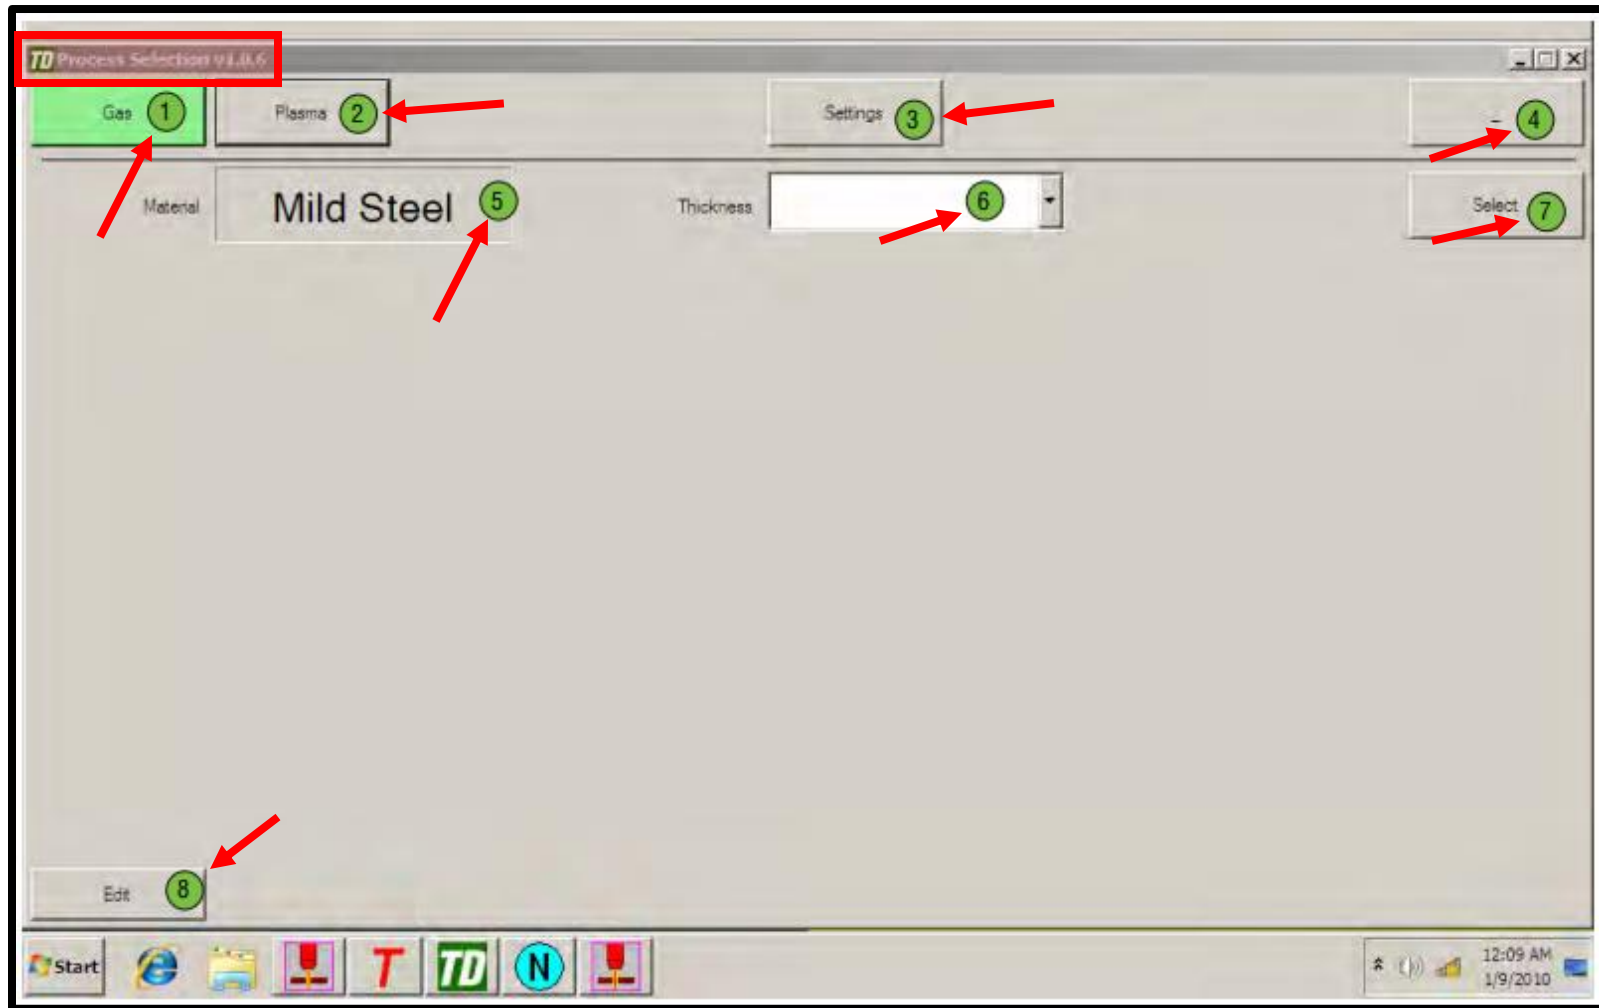 TD Process Selection v1.0.6
Gas 1
Plasma 2
Settings 3
- 4
Material
Mild Steel 5
Thickness
6
Select 7
Edit 8
Start
T
TD
N
12:09 AM
1/9/2010